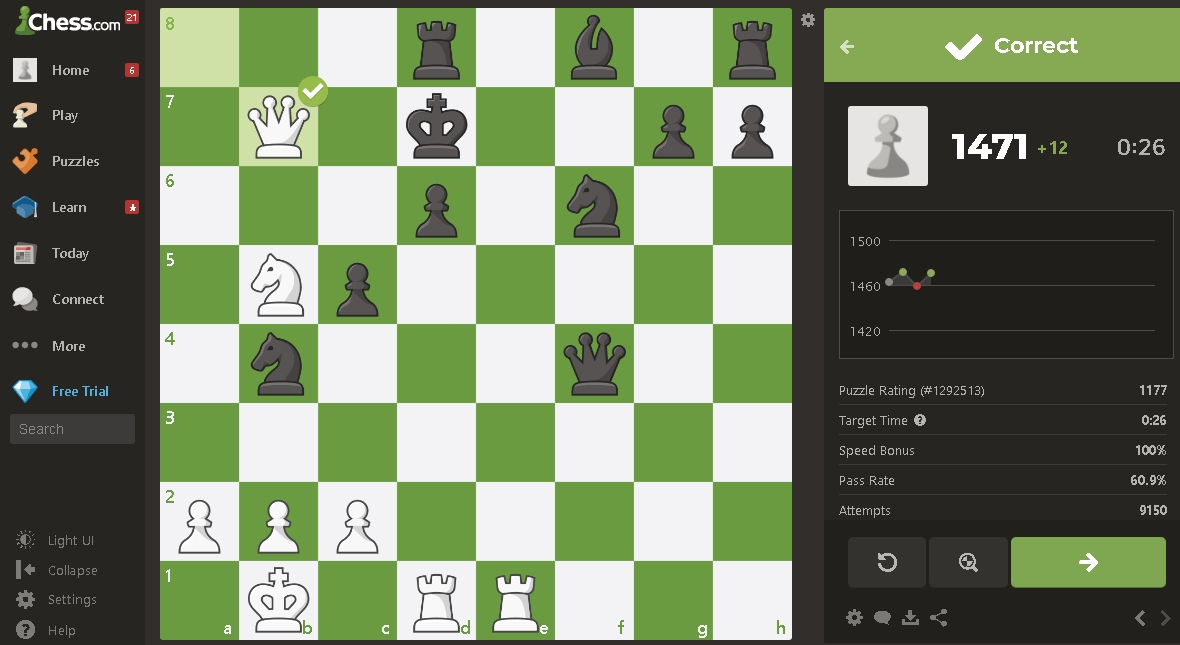 Chess.com 21
Home 6
Play
Puzzles
Learn
Today
Connect
More
Free Trial
Search
Light UI
Collapse
Settings
Help
8
7
6
5
4
3
2
1
a b c d e f g h
Correct
1471 +12 0:26
1500
1460
1420
Puzzle Rating (#1292513) 1177
Target Time ? 0:26
Speed Bonus 100%
Pass Rate 60.9%
Attempts 9150